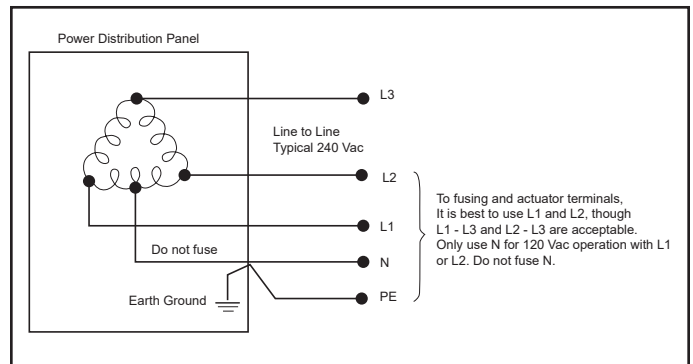 Power Distribution Panel
L3
Line to Line
Typical 240 Vac
L2
To fusing and actuator terminals,
It is best to use L1 and L2, though
L1 - L3 and L2 - L3 are acceptable.
Only use N for 120 Vac operation with L1
or L2. Do not fuse N.
L1
Do not fuse
N
Earth Ground
PE